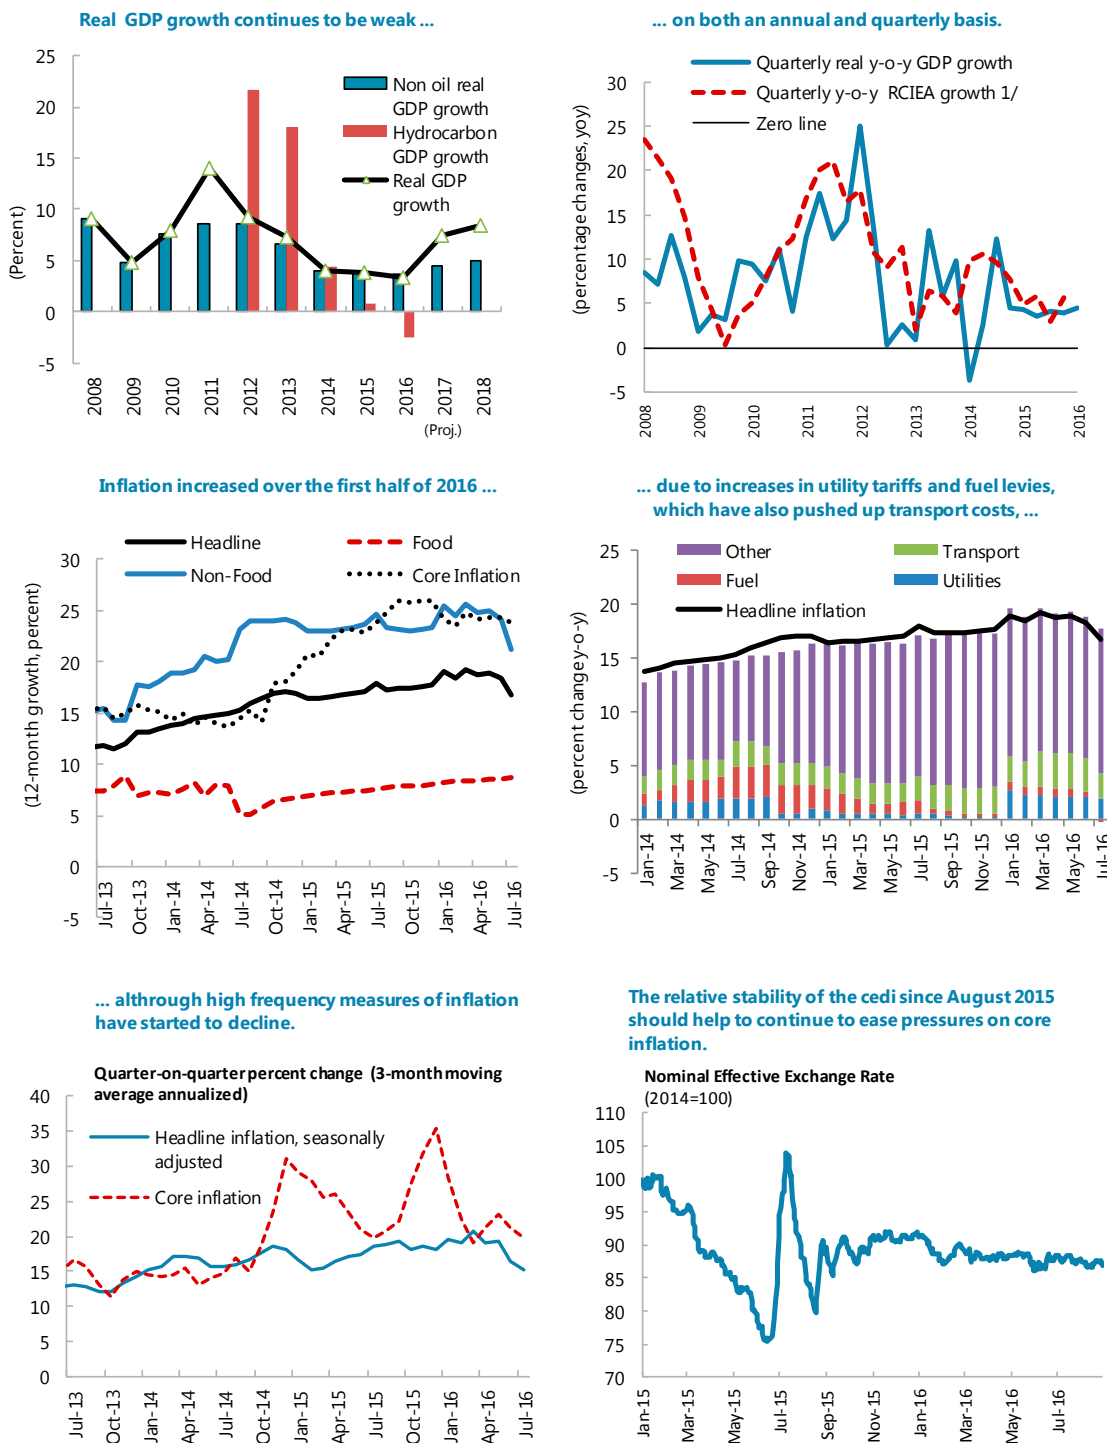 Real GDP growth continues to be weak ...
25
20
15
10
5
0
-5
(Percent)
Non oil real
GDP growth
Hydrocarbon
GDP growth
Real GDP
growth
2008
2009
2010
2011
2012
2013
2014
2015
2016
2017
2018
(Proj.)
... on both an annual and quarterly basis.
Quarterly real y-o-y GDP growth
Quarterly y-o-y RCIEA growth 1/
Zero line
30
25
20
15
10
5
0
-5
(percentage changes, yoy)
2008
2009
2010
2011
2012
2013
2014
2015
2016
Inflation increased over the first half of 2016 ...
Headline
Food
Non-Food
Core Inflation
30
25
20
15
10
5
0
-5
(12-month growth, percent)
Jul-13
Oct-13
Jan-14
Apr-14
Jul-14
Oct-14
Jan-15
Apr-15
Jul-15
Oct-15
Jan-16
Apr-16
Jul-16
... due to increases in utility tariffs and fuel levies,
which have also pushed up transport costs, ...
Other
Transport
Fuel
Utilities
Headline inflation
25
20
15
10
5
0
-5
(percent change y-o-y)
Jan-14
Mar-14
May-14
Jul-14
Sep-14
Nov-14
Jan-15
Mar-15
May-15
Jul-15
Sep-15
Nov-15
Jan-16
Mar-16
May-16
Jul-16
... althrough high frequency measures of inflation
have started to decline.
Quarter-on-quarter percent change (3-month moving
average annualized)
Headline inflation, seasonally
adjusted
Core inflation
40
35
30
25
20
15
10
5
0
Jul-13
Oct-13
Jan-14
Apr-14
Jul-14
Oct-14
Jan-15
Apr-15
Jul-15
Oct-15
Jan-16
Apr-16
Jul-16
The relative stability of the cedi since August 2015
should help to continue to ease pressures on core
inflation.
Nominal Effective Exchange Rate
(2014=100)
110
105
100
95
90
85
80
75
70
Jan-15
Mar-15
May-15
Jul-15
Sep-15
Nov-15
Jan-16
Mar-16
May-16
Jul-16